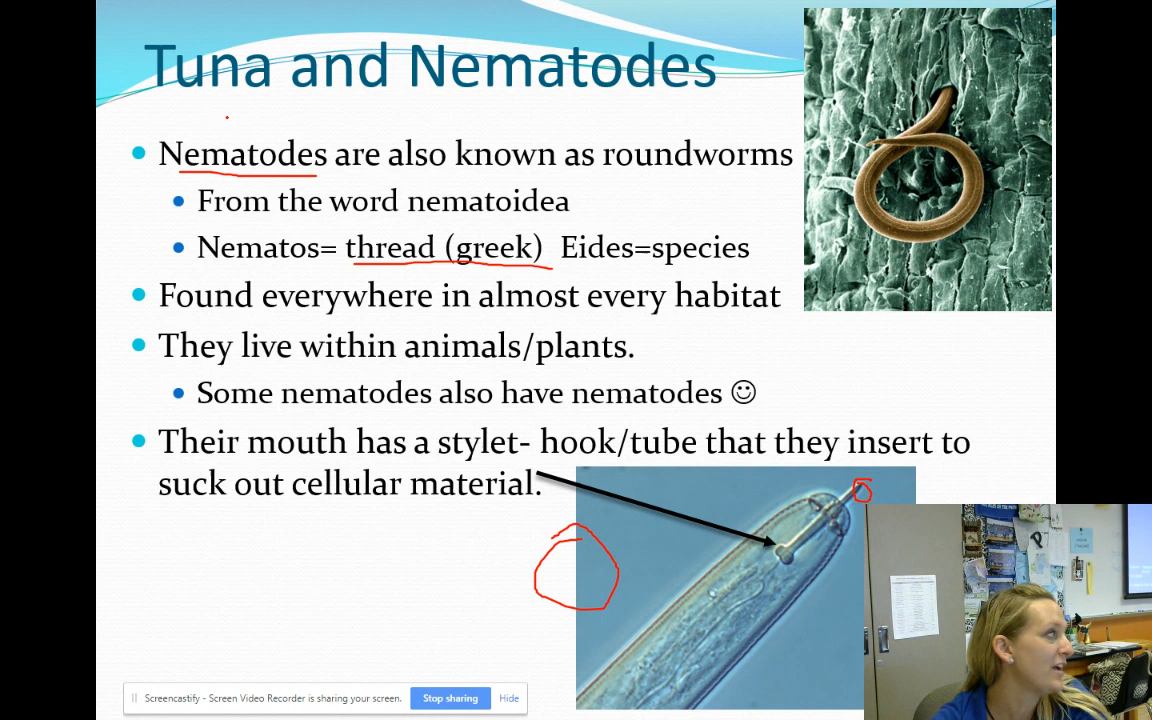 Tuna and Nematodes
Nematodes are also known as roundworms
From the word nematoidea
Nematos= thread (greek) Eides=species
Found everywhere in almost every habitat
They live within animals/plants.
Some nematodes also have nematodes ☺
Their mouth has a stylet- hook/tube that they insert to
suck out cellular material.
P
Screencastify - Screen Video Recorder is sharing your screen.
Stop sharing
Hide